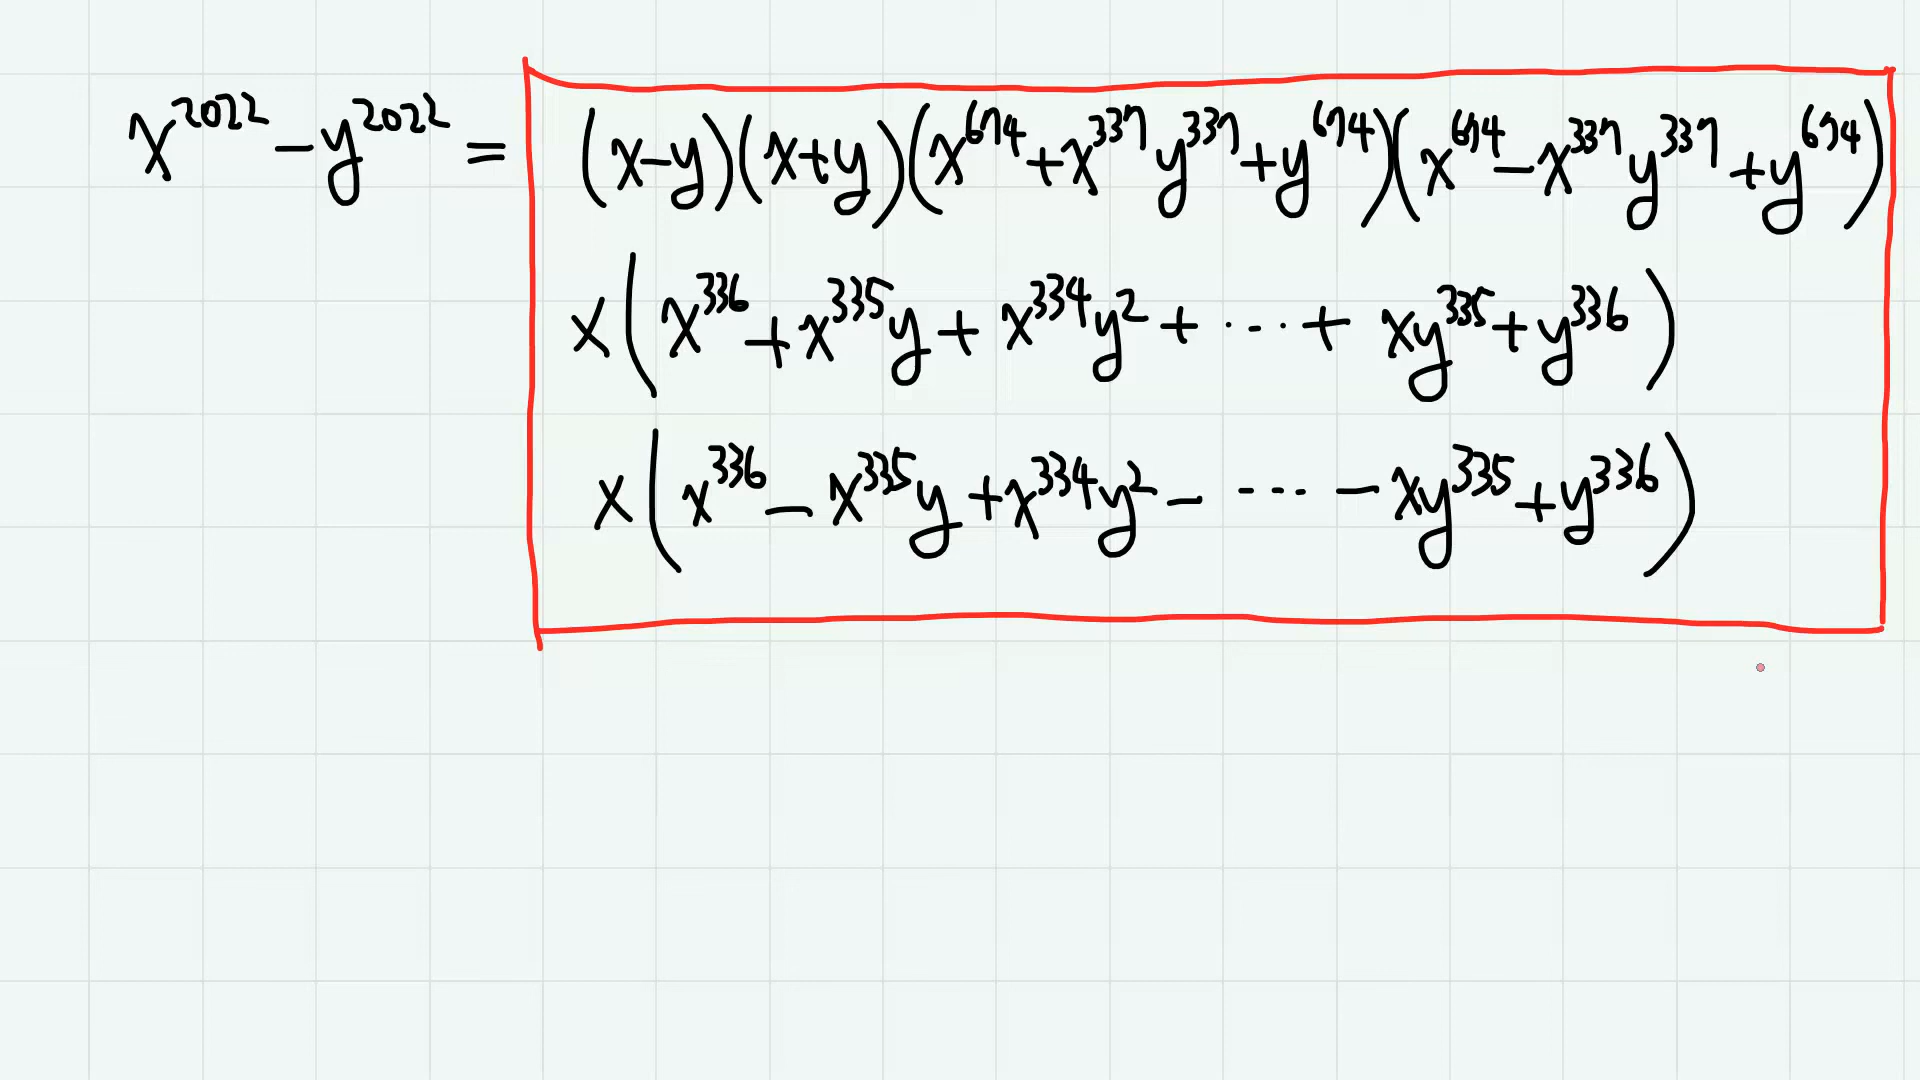 x^2022 - y^2022 = (x-y)(x+y)(x^674 + x^337 y^337 + y^674)(x^674 - x^337 y^337 + y^674)
x(x^336 + x^335 y + x^334 y^2 + ... + xy^335 + y^336)
x(x^336 - x^335 y + x^334 y^2 - ... - xy^335 + y^336)